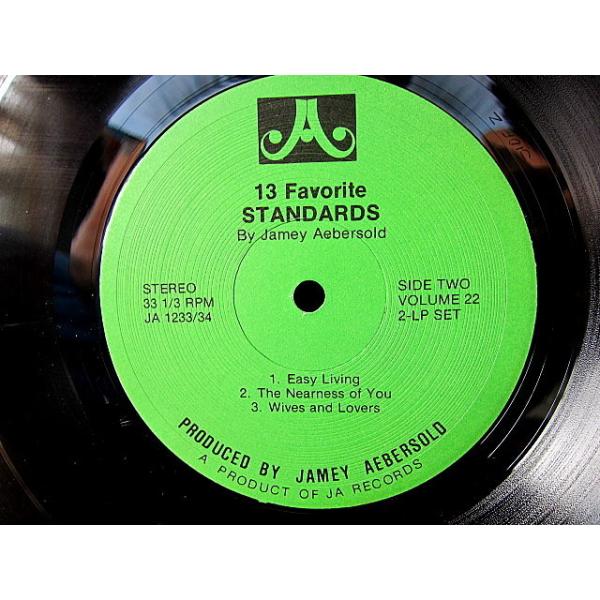 SIDE 2
13 Favorite
STANDARDS
By Jamey Aebersold
STEREO
33 1/3 RPM
JA 1233/34
SIDE TWO
VOLUME 22
2-LP SET
1. Easy Living
2. The Nearness of You
3. Wives and Lovers
PRODUCED BY JAMEY AEBERSOLD
A PRODUCT OF JA RECORDS